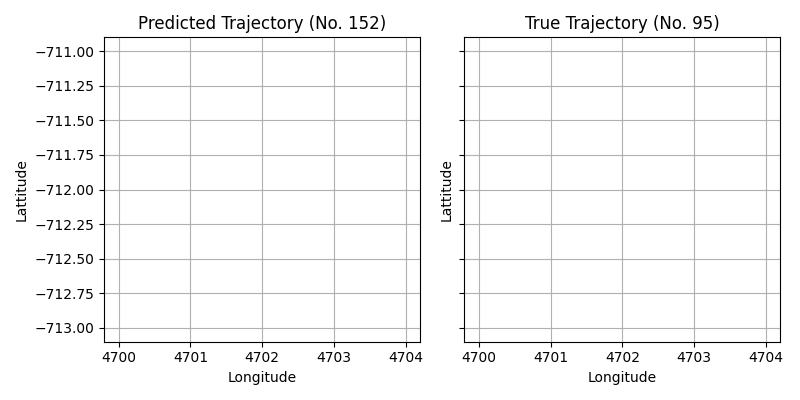 Predicted Trajectory (No. 152)
True Trajectory (No. 95)
−711.00
−711.25
−711.50
−711.75
−712.00
−712.25
−712.50
−712.75
−713.00
Lattitude
Lattitude
4700 4701 4702 4703 4704
4700 4701 4702 4703 4704
Longitude
Longitude